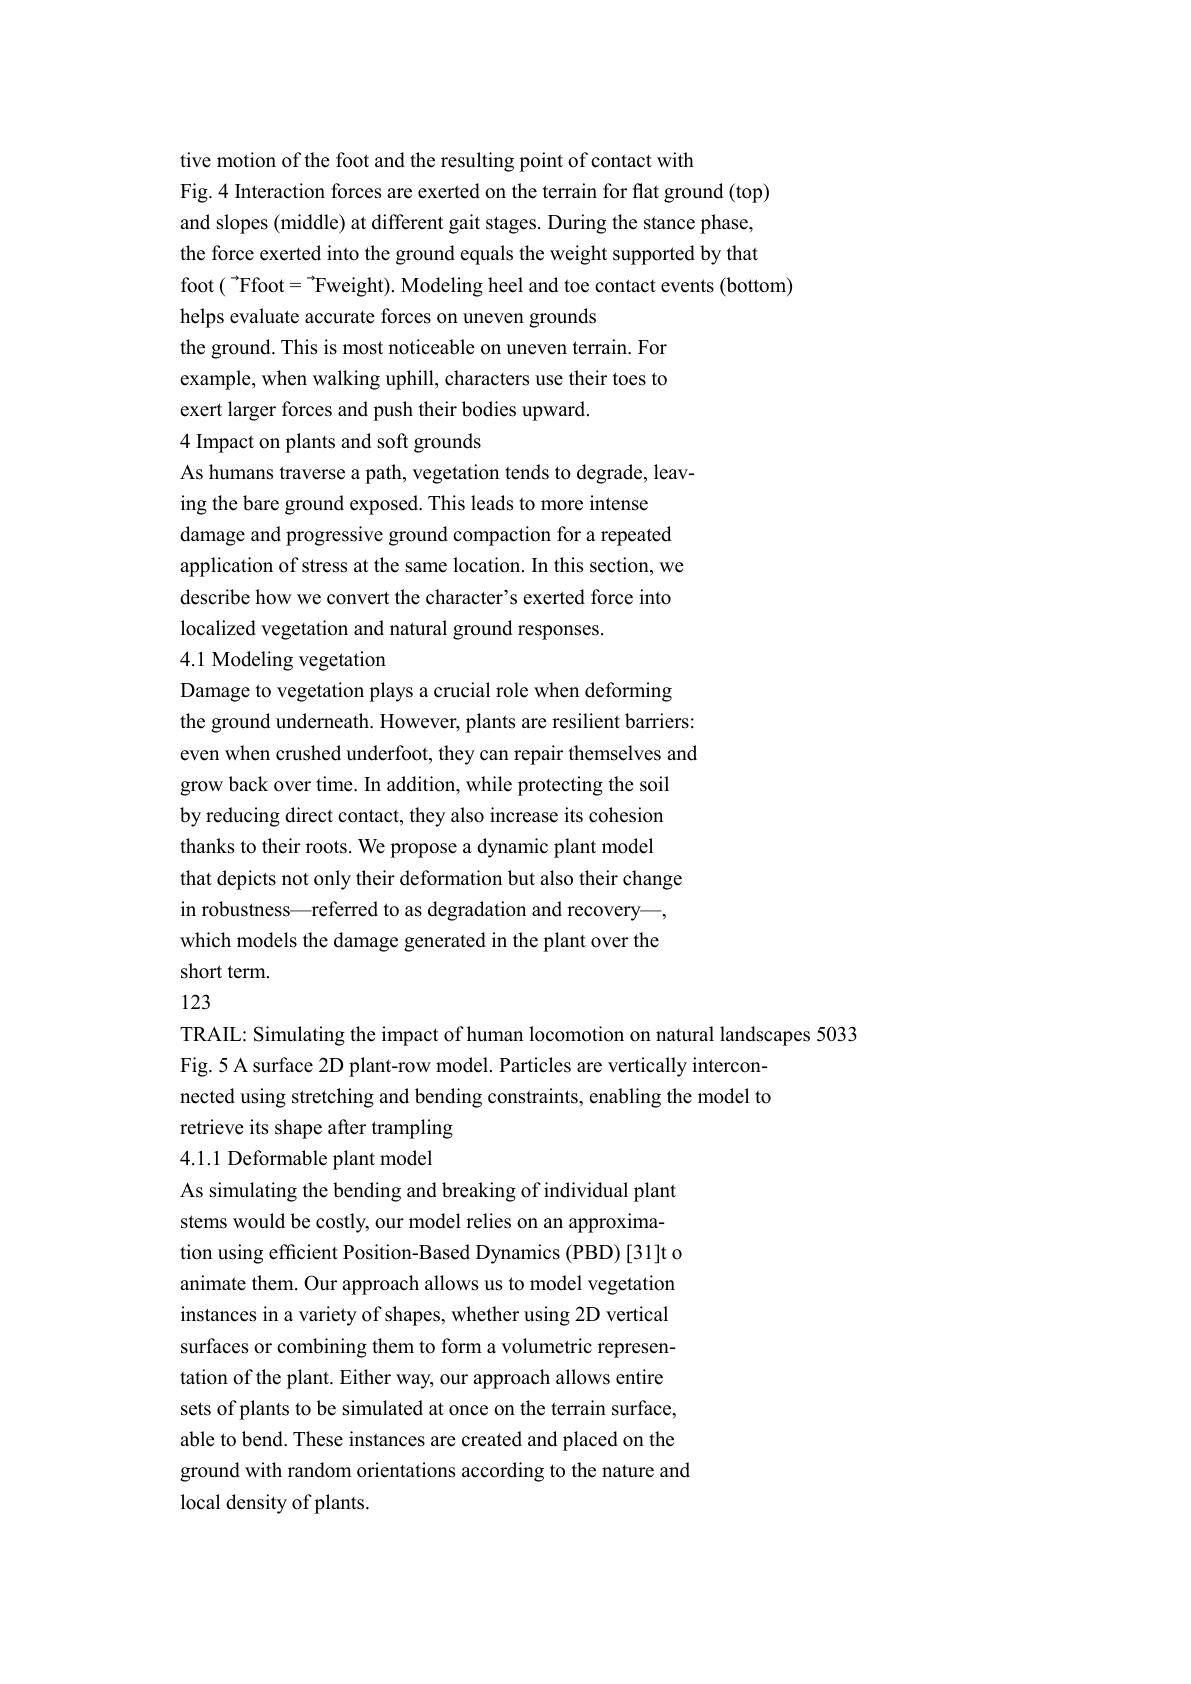 tive motion of the foot and the resulting point of contact with
Fig. 4 Interaction forces are exerted on the terrain for flat ground (top)
and slopes (middle) at different gait stages. During the stance phase,
the force exerted into the ground equals the weight supported by that
foot ( ⃗Ffoot = ⃗Fweight). Modeling heel and toe contact events (bottom)
helps evaluate accurate forces on uneven grounds
the ground. This is most noticeable on uneven terrain. For
example, when walking uphill, characters use their toes to
exert larger forces and push their bodies upward.
4 Impact on plants and soft grounds
As humans traverse a path, vegetation tends to degrade, leav-
ing the bare ground exposed. This leads to more intense
damage and progressive ground compaction for a repeated
application of stress at the same location. In this section, we
describe how we convert the character’s exerted force into
localized vegetation and natural ground responses.
4.1 Modeling vegetation
Damage to vegetation plays a crucial role when deforming
the ground underneath. However, plants are resilient barriers:
even when crushed underfoot, they can repair themselves and
grow back over time. In addition, while protecting the soil
by reducing direct contact, they also increase its cohesion
thanks to their roots. We propose a dynamic plant model
that depicts not only their deformation but also their change
in robustness—referred to as degradation and recovery—,
which models the damage generated in the plant over the
short term.
123
TRAIL: Simulating the impact of human locomotion on natural landscapes 5033
Fig. 5 A surface 2D plant-row model. Particles are vertically intercon-
nected using stretching and bending constraints, enabling the model to
retrieve its shape after trampling
4.1.1 Deformable plant model
As simulating the bending and breaking of individual plant
stems would be costly, our model relies on an approxima-
tion using efficient Position-Based Dynamics (PBD) [31]t o
animate them. Our approach allows us to model vegetation
instances in a variety of shapes, whether using 2D vertical
surfaces or combining them to form a volumetric represen-
tation of the plant. Either way, our approach allows entire
sets of plants to be simulated at once on the terrain surface,
able to bend. These instances are created and placed on the
ground with random orientations according to the nature and
local density of plants.